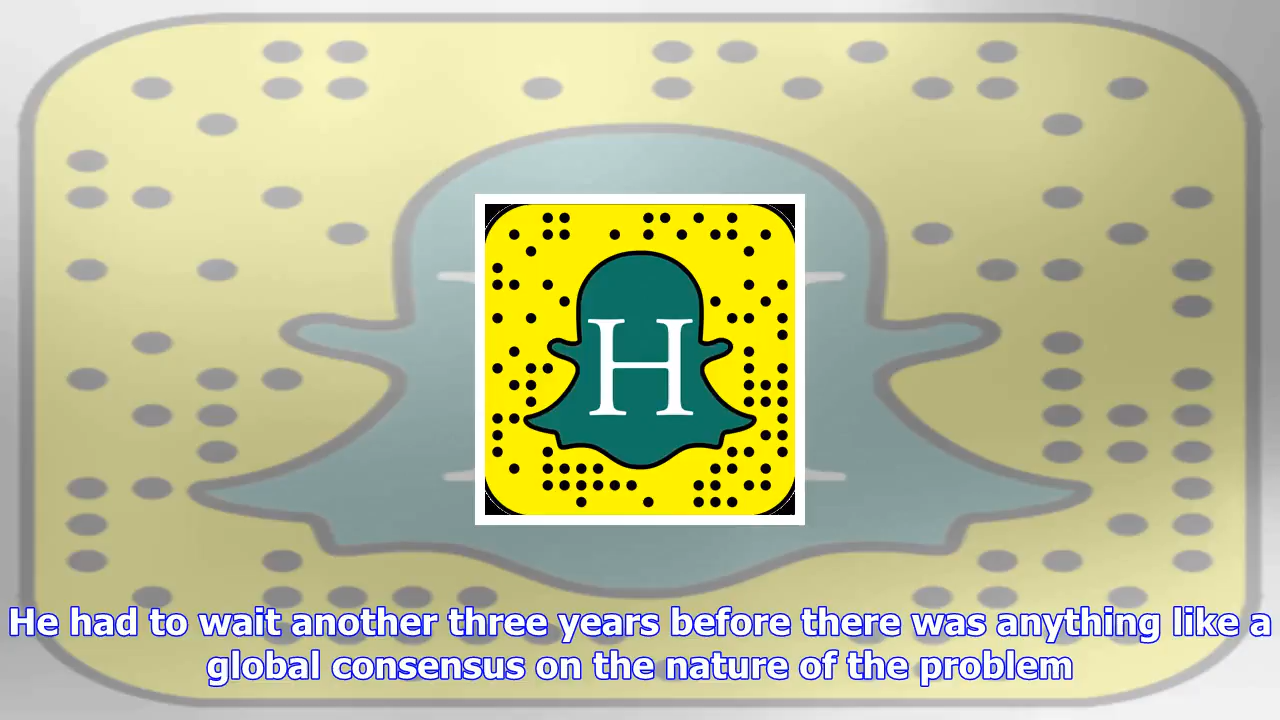 H
He had to wait another three years before there was anything like a
global consensus on the nature of the problem